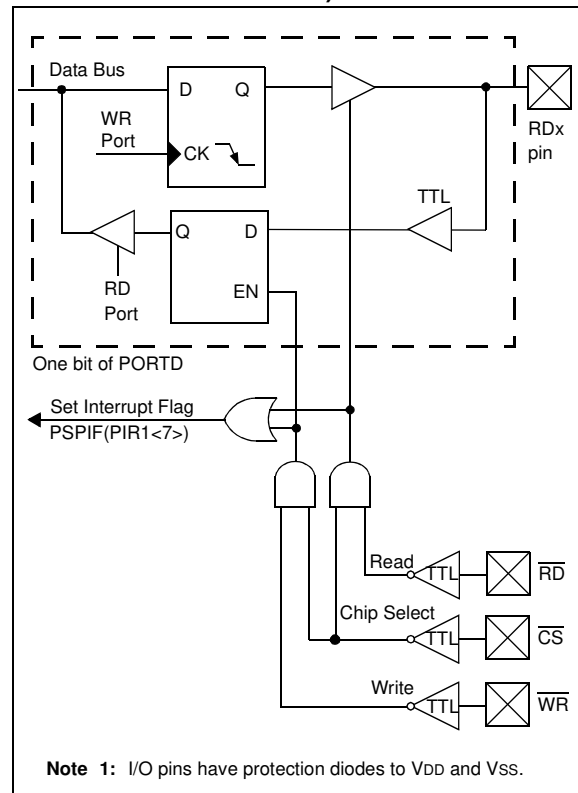 Data Bus
D Q
WR
Port
CK
RDx
pin
TTL
Q D
RD
Port
EN
One bit of PORTD
Set Interrupt Flag
PSPIF(PIR1<7>)
Read
TTL
RD
Chip Select
TTL
CS
Write
TTL
WR
Note 1: I/O pins have protection diodes to VDD and VSS.